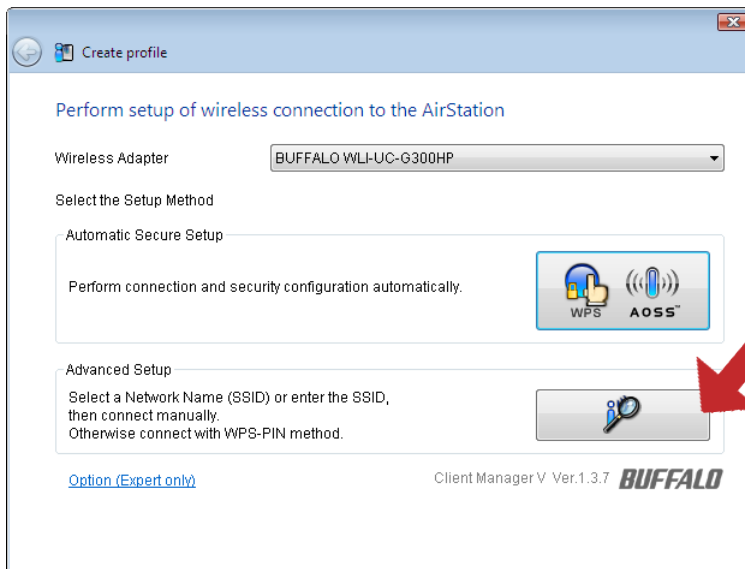 Create profile
Perform setup of wireless connection to the AirStation
Wireless Adapter
BUFFALO WLI-UC-G300HP
Select the Setup Method
Automatic Secure Setup
Perform connection and security configuration automatically.
WPS
AOSS™
Advanced Setup
Select a Network Name (SSID) or enter the SSID,
then connect manually.
Otherwise connect with WPS-PIN method.
Option (Expert only)
Client Manager V Ver.1.3.7 BUFFALO